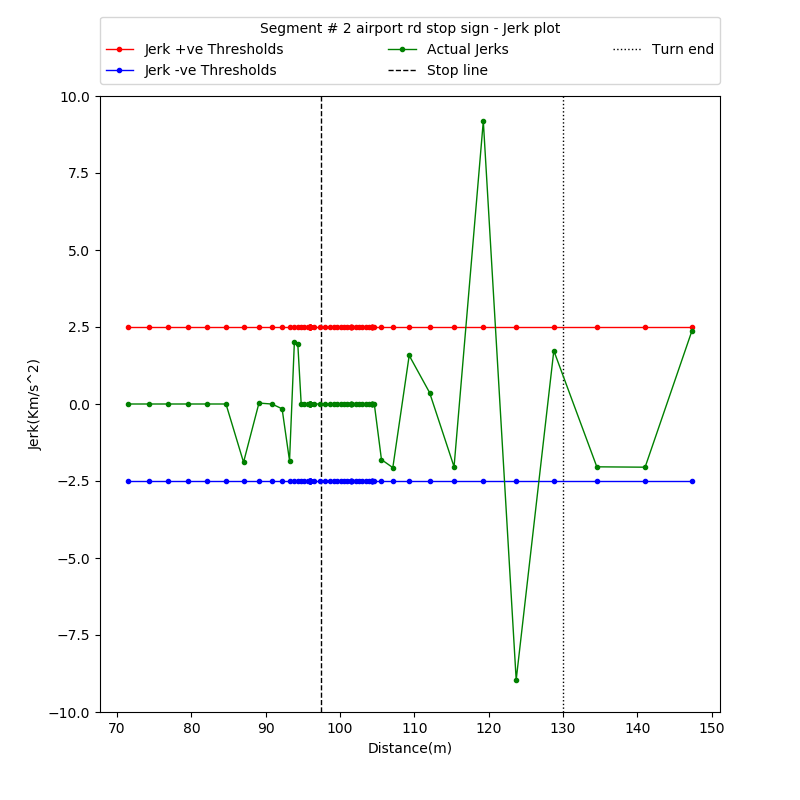 Segment # 2 airport rd stop sign - Jerk plot
Jerk +ve Thresholds Actual Jerks Turn end
Jerk -ve Thresholds Stop line
10.0
7.5
5.0
2.5
0.0
−2.5
−5.0
−7.5
−10.0
Jerk(Km/s^2)
70 80 90 100 110 120 130 140 150
Distance(m)